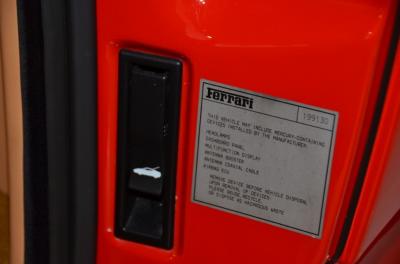 Ferrari
199130
THIS VEHICLE MAY INCLUDE MERCURY-CONTAINING
DEVICES INSTALLED BY THE MANUFACTURER:
HEADLAMPS
DASHBOARD PANEL
MULTIFUNCTION DISPLAY
ANTENNA BOOSTER
ANTENNA COAXIAL CABLE
AIRBAG ECU
REMOVE DEVICE BEFORE VEHICLE DISPOSAL
UPON REMOVAL OF DEVICES:
PLEASE REUSE, RECYCLE
OR DISPOSE AS HAZARDOUS WASTE